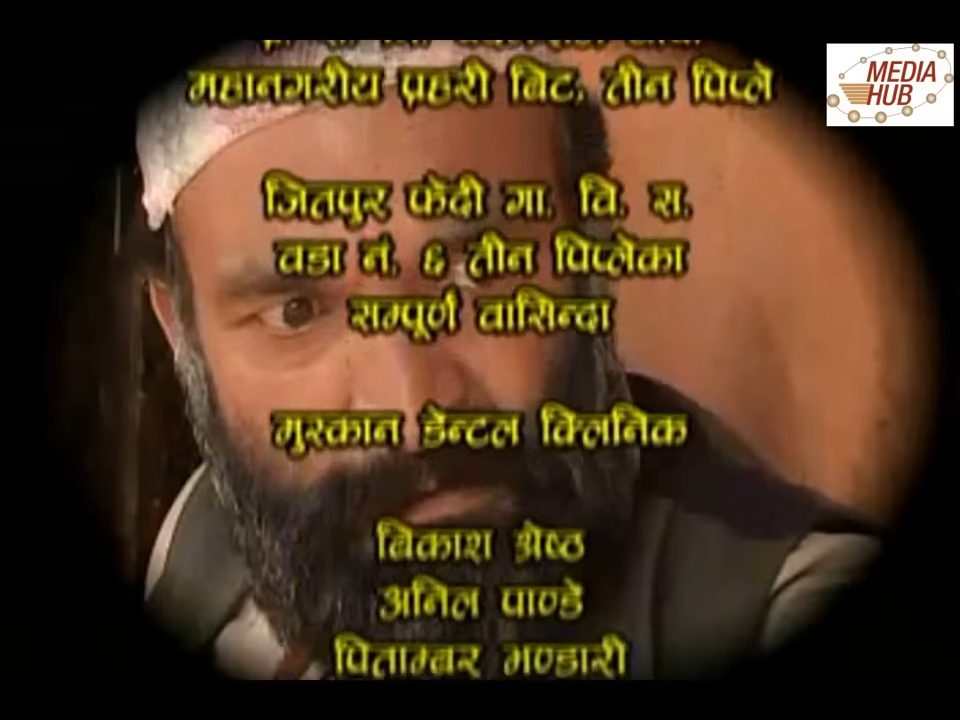 महानगरीय प्रहरी बिट, तीन पिप्ले
जितपुर फेदी गा. वि. स.
वडा नं. ६ तीन पिप्लेका
सम्पूर्ण वासिन्दा
मुस्कान डेन्टल क्लिनिक
बिकाश श्रेष्ठ
अनिल पाण्डे
पिताम्बर भण्डारी
MEDIA
HUB